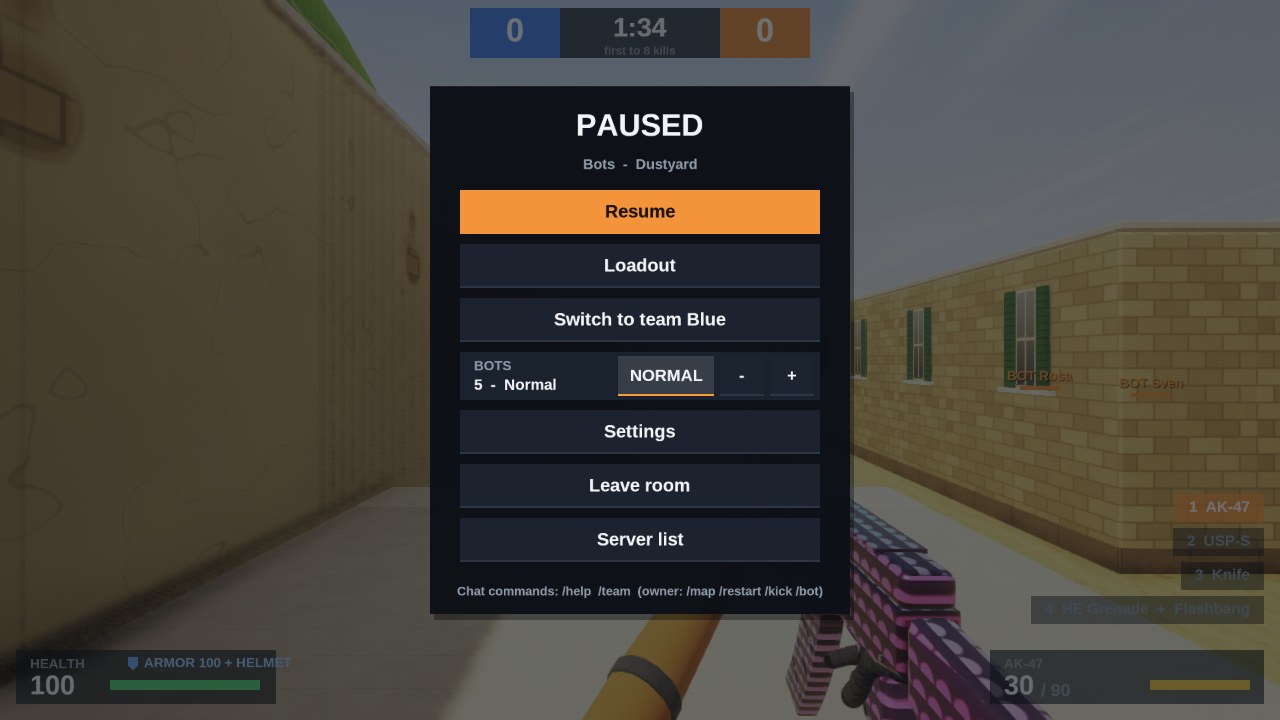 0
1:34
0
first to 8 kills
PAUSED
Bots - Dustyard
Resume
Loadout
Switch to team Blue
BOTS
5 - Normal
NORMAL
-
+
Settings
Leave room
Server list
Chat commands: /help /team (owner: /map /restart /kick /bot)
BOT Rosa
BOT Sven
1 AK-47
2 USP-S
3 Knife
4 HE Grenade + Flashbang
HEALTH
ARMOR 100 + HELMET
100
AK-47
30 / 90